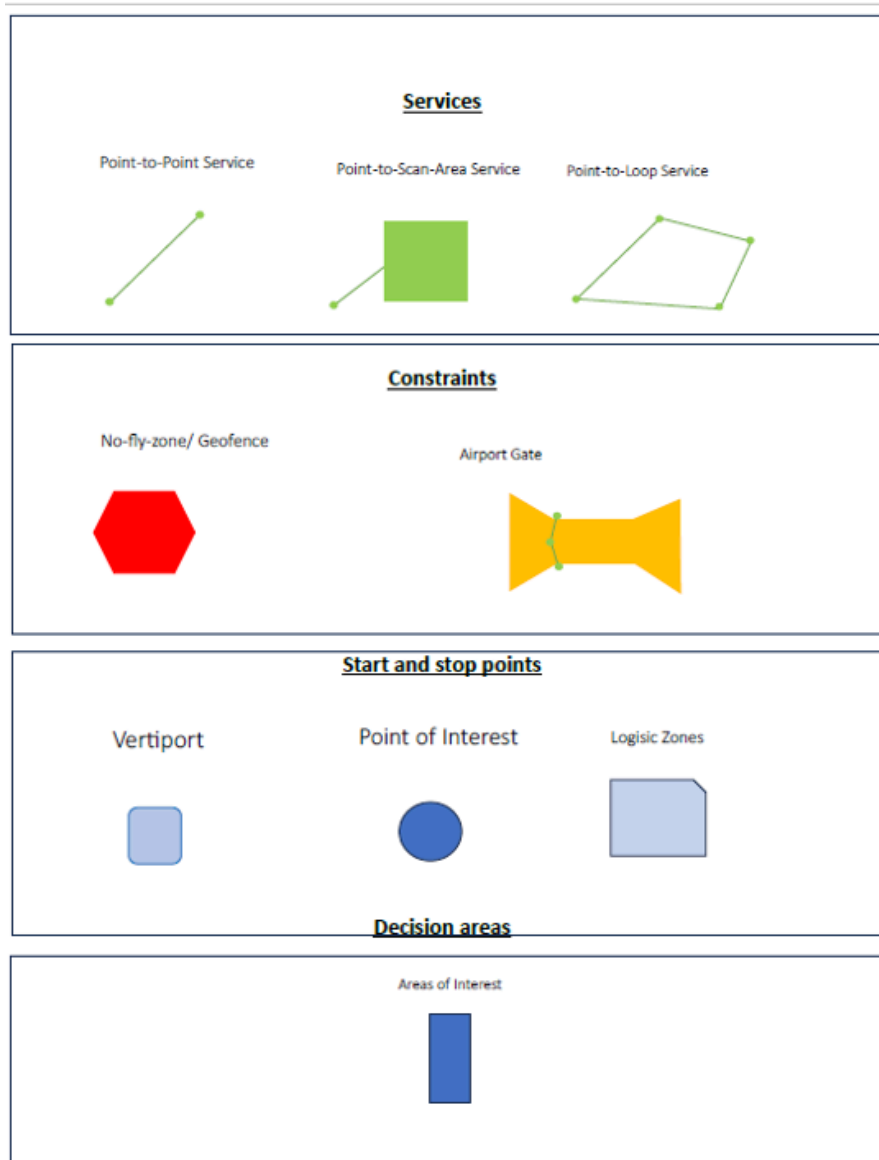 Services
Point-to-Point Service
Point-to-Scan-Area Service
Point-to-Loop Service
Constraints
No-fly-zone/ Geofence
Airport Gate
Start and stop points
Vertiport
Point of Interest
Logisic Zones
Decision areas
Areas of Interest